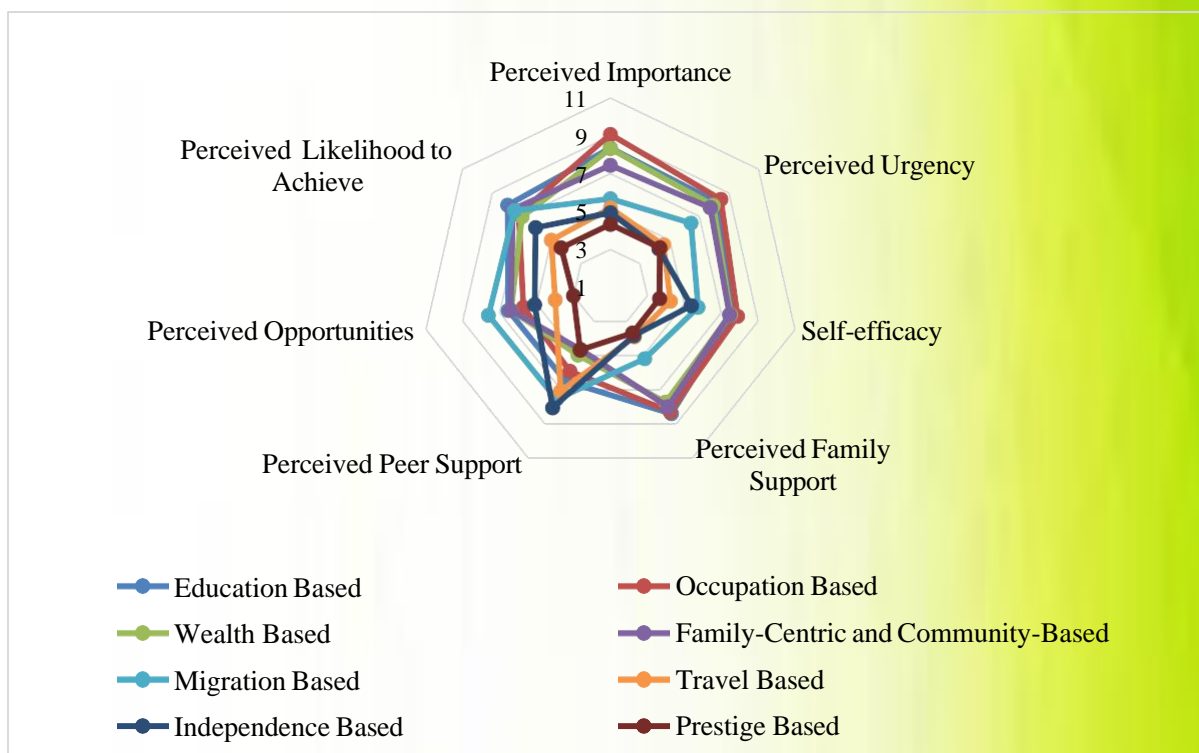 Perceived Importance
11
9
7
5
3
1
Perceived Urgency
Self-efficacy
Perceived Family
Support
Perceived Peer Support
Perceived Opportunities
Perceived Likelihood to
Achieve
Education Based
Occupation Based
Wealth Based
Family-Centric and Community-Based
Migration Based
Travel Based
Independence Based
Prestige Based